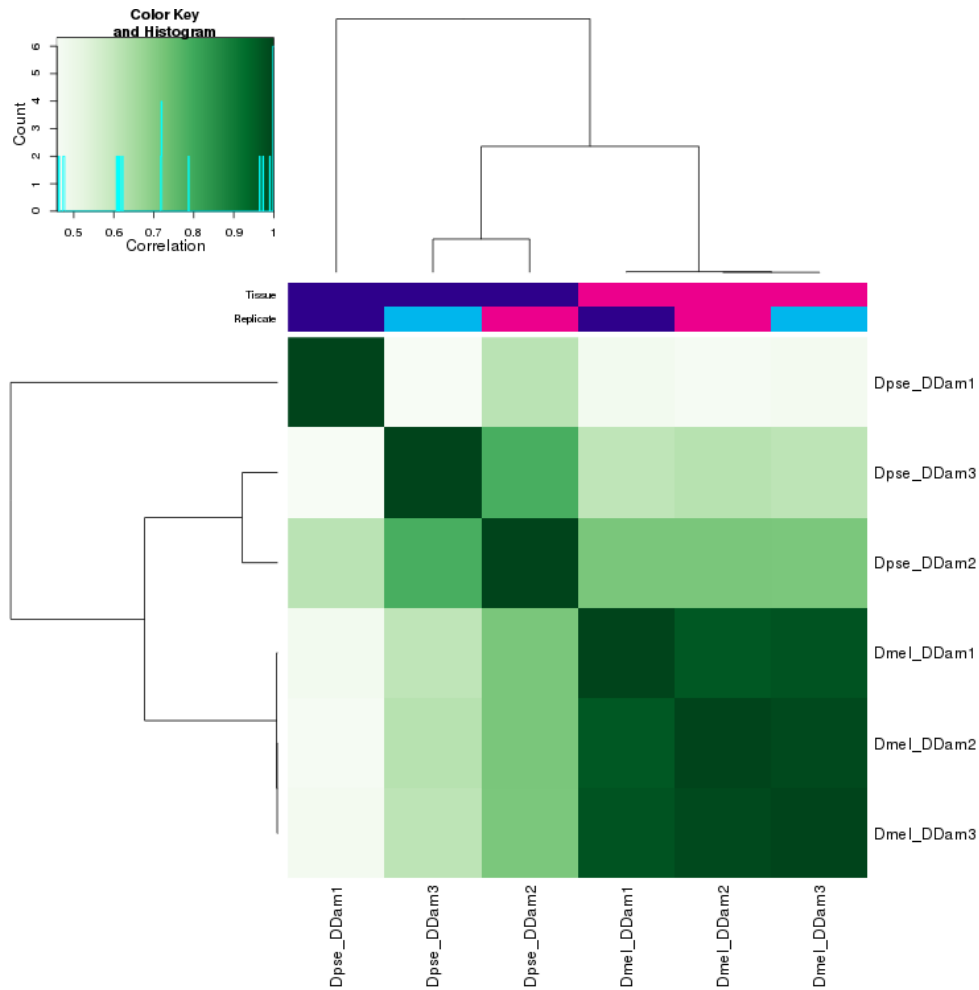 Color Key
and Histogram
Count
0 1 2 3 4 5 6
0.5 0.6 0.7 0.8 0.9 1
Correlation
Tissue
Replicate
Dpse_DDam1
Dpse_DDam3
Dpse_DDam2
Dmel_DDam1
Dmel_DDam2
Dmel_DDam3
Dpse_DDam1
Dpse_DDam3
Dpse_DDam2
Dmel_DDam1
Dmel_DDam2
Dmel_DDam3